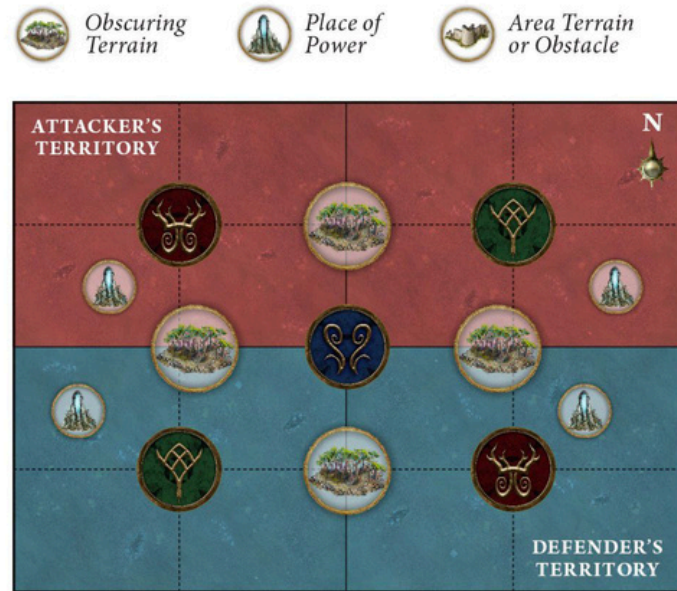 Obscuring
Terrain
Place of
Power
Area Terrain
or Obstacle
ATTACKER'S
TERRITORY
N
DEFENDER'S
TERRITORY